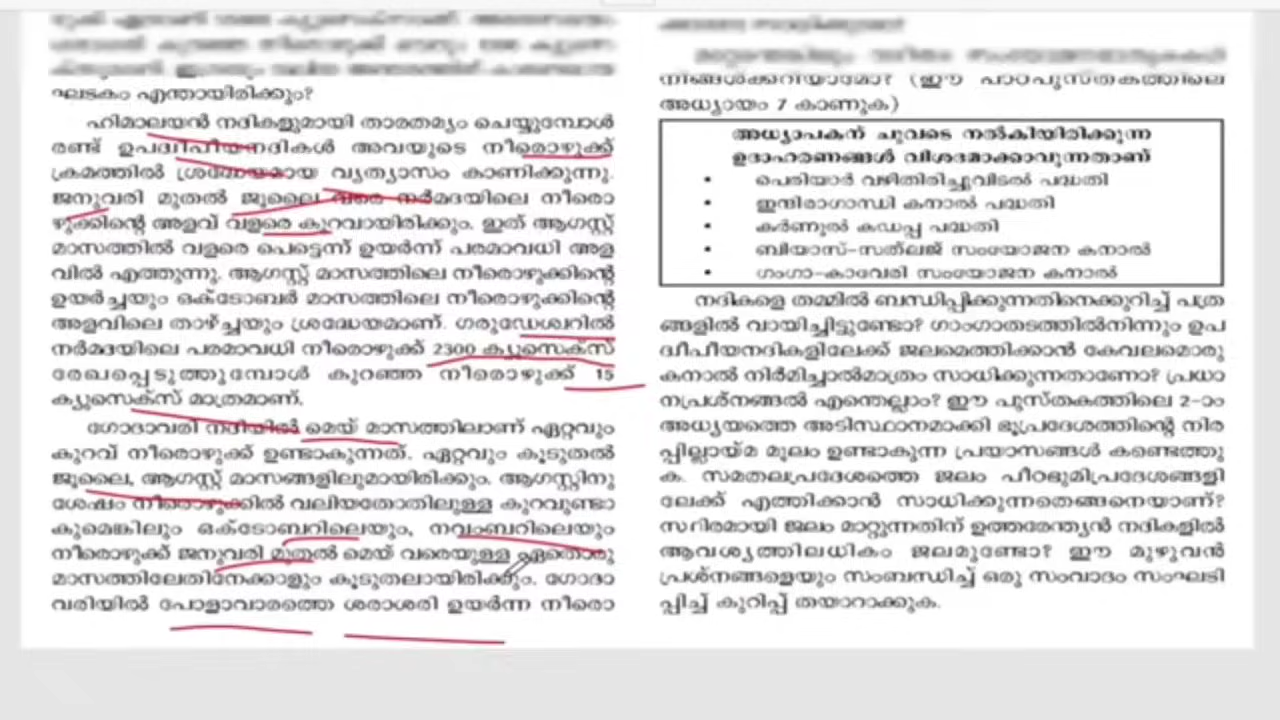 ഘടകം എന്തായിരിക്കും?
ഹിമാലയൻ നദികളുമായി താരതമ്യം ചെയ്യുമ്പോൾ
രണ്ട് ഉപദ്വീപീയനദികൾ അവയുടെ നീരൊഴുക്ക്
ക്രമത്തിൽ ശ്രദ്ധേയമായ വ്യത്യാസം കാണിക്കുന്നു.
ജനുവരി മുതൽ ജൂലൈ വരെ നർമദയിലെ നീരൊ
ഴുക്കിന്റെ അളവ് വളരെ കുറവായിരിക്കും. ഇത് ആഗസ്റ്റ്
മാസത്തിൽ വളരെ പെട്ടെന്ന് ഉയർന്ന് പരമാവധി അള
വിൽ എത്തുന്നു. ആഗസ്റ്റ് മാസത്തിലെ നീരൊഴുക്കിന്റെ
ഉയർച്ചയും ഒക്ടോബർ മാസത്തിലെ നീരൊഴുക്കിന്റെ
അളവിലെ താഴ്ച്ചയും ശ്രദ്ധേയമാണ്. ഗരുഡേശ്വറിൽ
നർമദയിലെ പരമാവധി നീരൊഴുക്ക് 2300 ക്യുസെക്സ്
രേഖപ്പെടുത്തുമ്പോൾ കുറഞ്ഞ നീരൊഴുക്ക് 15
ക്യുസെക്സ് മാത്രമാണ്.
ഗോദാവരി നദിയിൽ മെയ് മാസത്തിലാണ് ഏറ്റവും
കുറവ് നീരൊഴുക്ക് ഉണ്ടാകുന്നത്. ഏറ്റവും കൂടുതൽ
ജൂലൈ, ആഗസ്റ്റ് മാസങ്ങളിലുമായിരിക്കും. ആഗസ്റ്റിനു
ശേഷം നീരൊഴുക്കിൽ വലിയതോതിലുള്ള കുറവുണ്ടാ
കുമെങ്കിലും ഒക്ടോബറിലെയും, നവംബറിലെയും
നീരൊഴുക്ക് ജനുവരി മുതൽ മെയ് വരെയുള്ള ഏതൊരു
മാസത്തിലേതിനേക്കാളും കൂടുതലായിരിക്കും. ഗോദാ
വരിയിൽ പോളാവാരത്തെ ശരാശരി ഉയർന്ന നീരൊ
നിങ്ങൾക്കറിയാമോ? (ഈ പാഠപുസ്തകത്തിലെ
അധ്യായം 7 കാണുക)
അധ്യാപകന് ചുവടെ നൽകിയിരിക്കുന്ന
ഉദാഹരണങ്ങൾ വിശദമാക്കാവുന്നതാണ്
• പെരിയാർ വഴിതിരിച്ചുവിടൽ പദ്ധതി
• ഇന്ദിരാഗാന്ധി കനാൽ പദ്ധതി
• കർണൂൽ കഡപ്പ പദ്ധതി
• ബിയാസ്-സത്ലജ് സംയോജന കനാൽ
• ഗംഗാ-കാവേരി സംയോജന കനാൽ
നദികളെ തമ്മിൽ ബന്ധിപ്പിക്കുന്നതിനെക്കുറിച്ച് പത്ര
ങ്ങളിൽ വായിച്ചിട്ടുണ്ടോ? ഗാംഗാതടത്തിൽനിന്നും ഉപ
ദ്വീപീയനദികളിലേക്ക് ജലമെത്തിക്കാൻ കേവലമൊരു
കനാൽ നിർമിച്ചാൽമാത്രം സാധിക്കുന്നതാണോ? പ്രധാ
നപ്രശ്നങ്ങൽ എന്തെല്ലാം? ഈ പുസ്തകത്തിലെ 2-ാം
അധ്യയത്തെ അടിസ്ഥാനമാക്കി ഭൂപ്രദേശത്തിന്റെ നിര
പ്പില്ലായ്മ മൂലം ഉണ്ടാകുന്ന പ്രയാസങ്ങൾ കണ്ടെത്തു
ക. സമതലപ്രദേശത്തെ ജലം പീഠഭൂമിപ്രദേശങ്ങളി
ലേക്ക് എത്തിക്കാൻ സാധിക്കുന്നതെങ്ങനെയാണ്?
സ്ഥിരമായി ജലം മാറ്റുന്നതിന് ഉത്തരേന്ത്യൻ നദികളിൽ
ആവശ്യത്തിലധികം ജലമുണ്ടോ? ഈ മുഴുവൻ
പ്രശ്നങ്ങളെയും സംബന്ധിച്ച് ഒരു സംവാദം സംഘടി
പ്പിച്ച് കുറിപ്പ് തയാറാക്കുക.